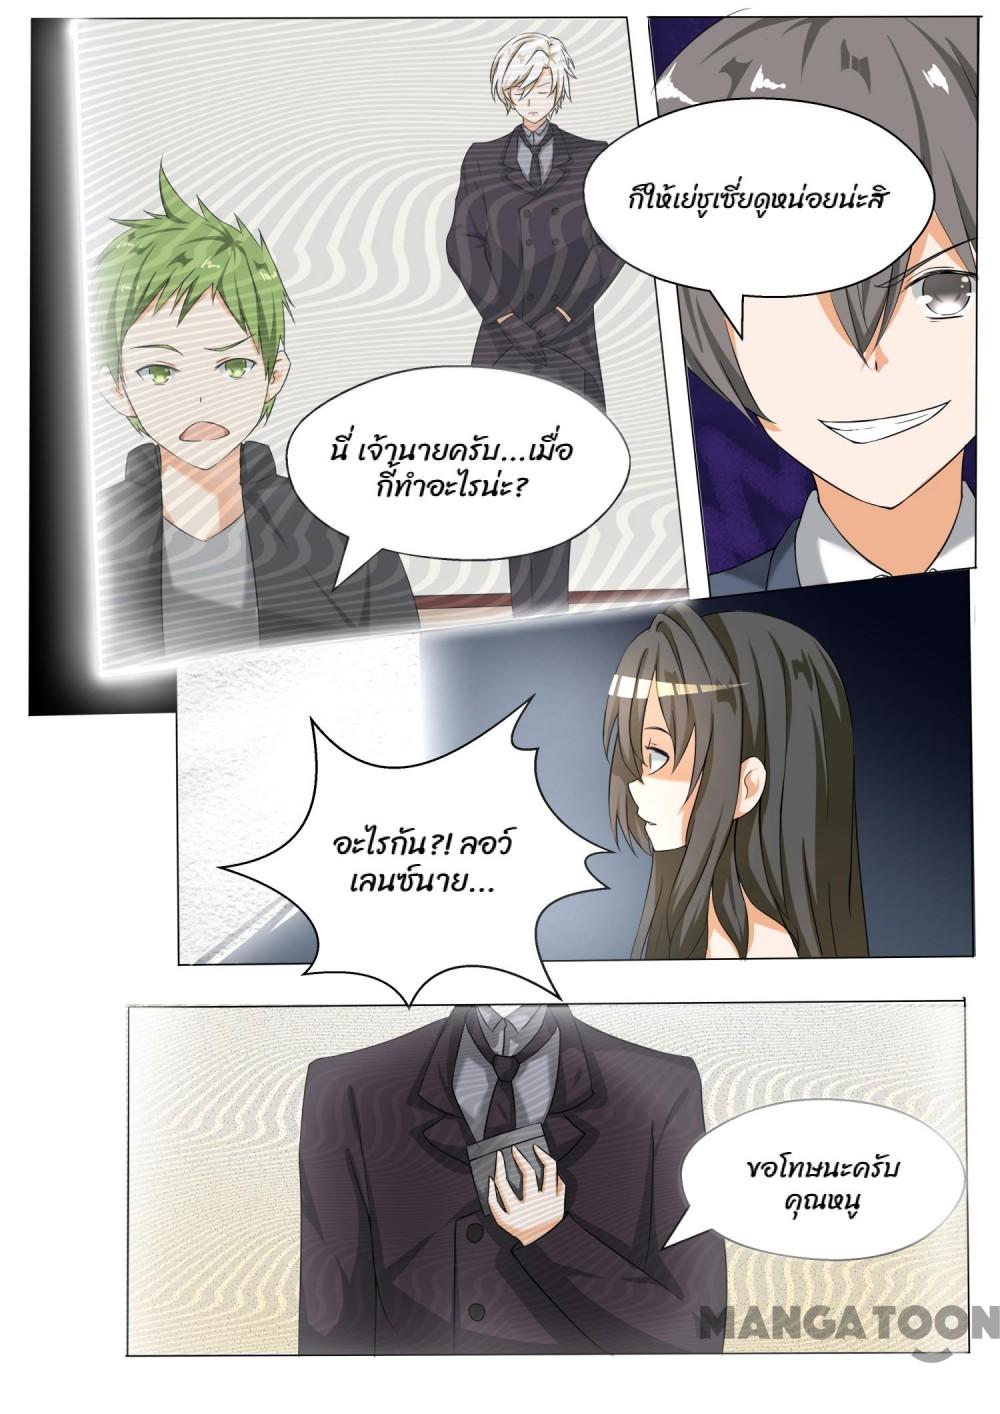 ก็ให้เย่ชูเซี่ยดูหน่อยน่ะสิ
นี่ เจ้านายครับ...เมื่อ
กี้ทำอะไรน่ะ?
อะไรกัน?! ลอว์
เลนซ์นาย...
ขอโทษนะครับ
คุณหนู
MANGATOON